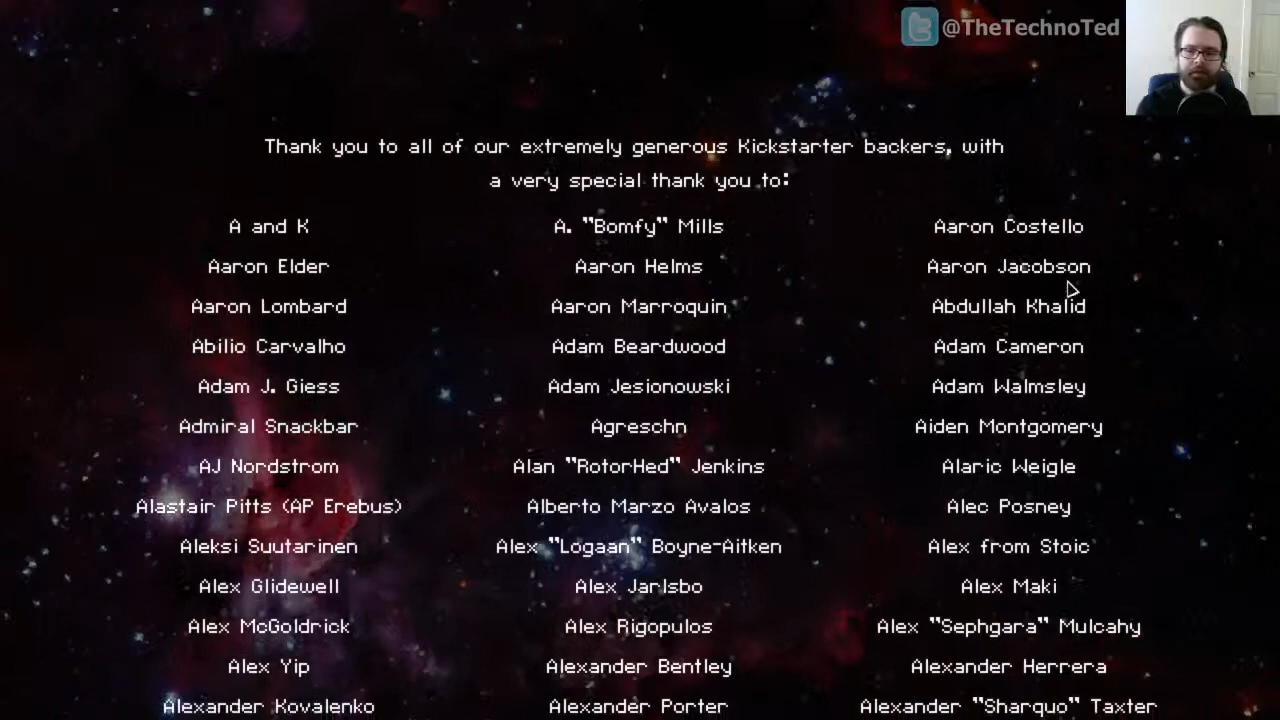 @TheTechnoTed
Thank you to all of our extremely generous Kickstarter backers, with
a very special thank you to:
A and K A. "Bomfy" Mills Aaron Costello
Aaron Elder Aaron Helms Aaron Jacobson
Aaron Lombard Aaron Marroquin Abdullah Khalid
Abilio Carvalho Adam Beardwood Adam Cameron
Adam J. Giess Adam Jesionowski Adam Walmsley
Admiral Snackbar Agreschn Aiden Montgomery
AJ Nordstrom Alan "RotorHed" Jenkins Alaric Weigle
Alastair Pitts (AP Erebus) Alberto Marzo Avalos Alec Posney
Aleksi Suutarinen Alex "Logaan" Boyne-Aitken Alex from Stoic
Alex Glidewell Alex Jarlsbo Alex Maki
Alex McGoldrick Alex Rigopulos Alex "Sephgara" Mulcahy
Alex Yip Alexander Bentley Alexander Herrera
Alexander Kovalenko Alexander Porter Alexander "Sharquo" Taxter